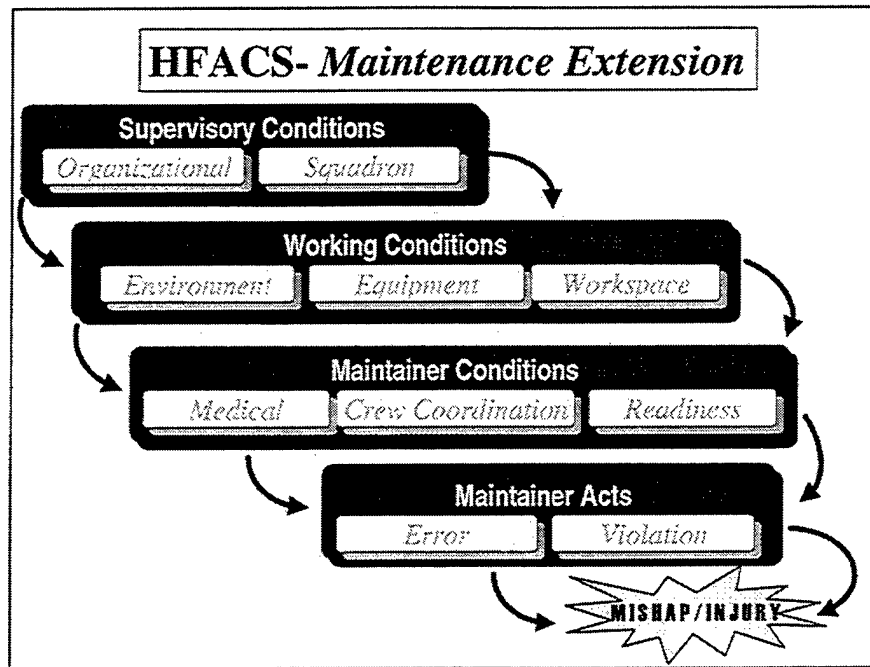 HFACS- Maintenance Extension
Supervisory Conditions
Organizational Squadron
Working Conditions
Environment Equipment Workspace
Maintainer Conditions
Medical Crew Coordination Readiness
Maintainer Acts
Error Violation
MISHAP/INJURY